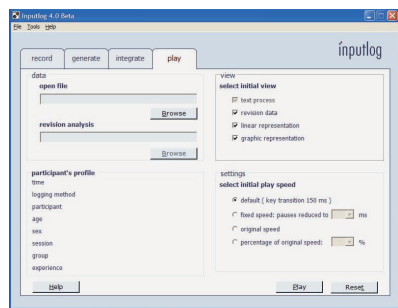 Inputlog 4.0 Beta
File Tools Help
inputlog
record generate integrate play
data
open file
Browse
revision analysis
Browse
view
select initial view
text process
revision data
linear representation
graphic representation
participant's profile
time
logging method
participant
age
sex
session
group
experience
settings
select initial play speed
default ( key transition 150 ms )
fixed speed: pauses reduced to ms
original speed
percentage of original speed: %
Help
Play Reset